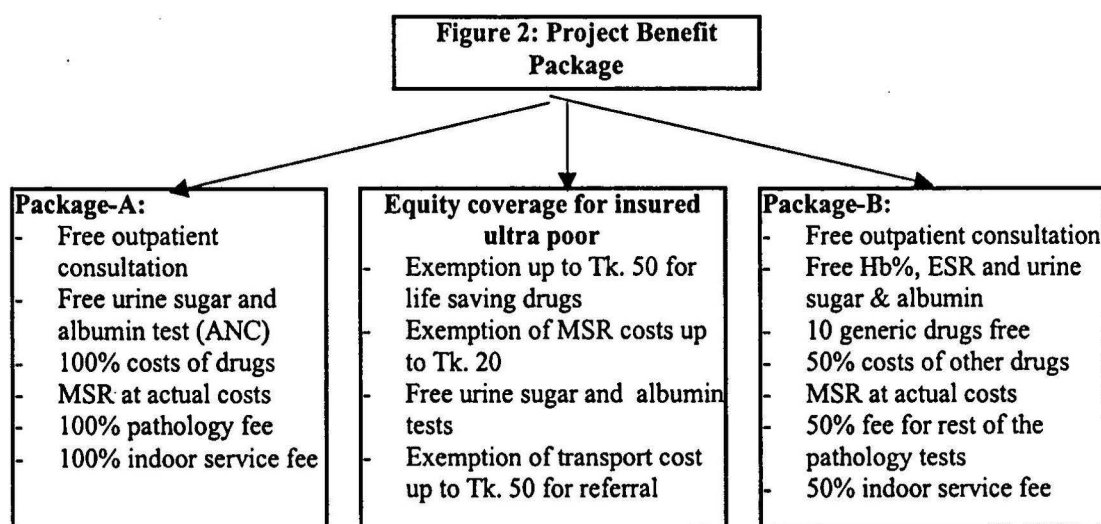 Figure 2: Project Benefit
Package
Package-A:
- Free outpatient
consultation
- Free urine sugar and
albumin test (ANC)
- 100% costs of drugs
- MSR at actual costs
- 100% pathology fee
- 100% indoor service fee
Equity coverage for insured
ultra poor
- Exemption up to Tk. 50 for
life saving drugs
- Exemption of MSR costs up
to Tk. 20
- Free urine sugar and albumin
tests
- Exemption of transport cost
up to Tk. 50 for referral
Package-B:
- Free outpatient consultation
- Free Hb%, ESR and urine
sugar & albumin
- 10 generic drugs free
- 50% costs of other drugs
- MSR at actual costs
- 50% fee for rest of the
pathology tests
- 50% indoor service fee